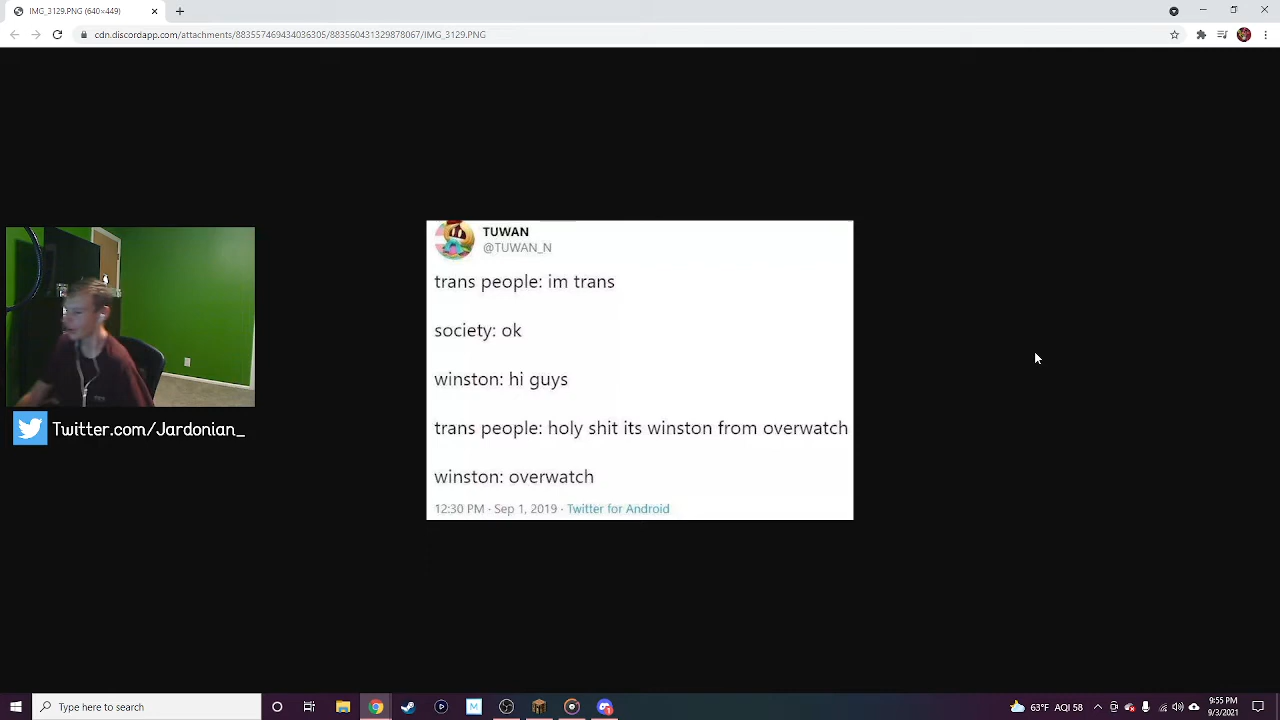 IMG_3129.PNG (640×449)
cdn.discordapp.com/attachments/883557469434036305/883560431329878067/IMG_3129.PNG
TUWAN
@TUWAN_N
trans people: im trans
society: ok
winston: hi guys
trans people: holy shit its winston from overwatch
winston: overwatch
12:30 PM · Sep 1, 2019 · Twitter for Android
Twitter.com/Jardonian_
Type here to search
63°F AQI 58
9:55 PM
9/3/2021